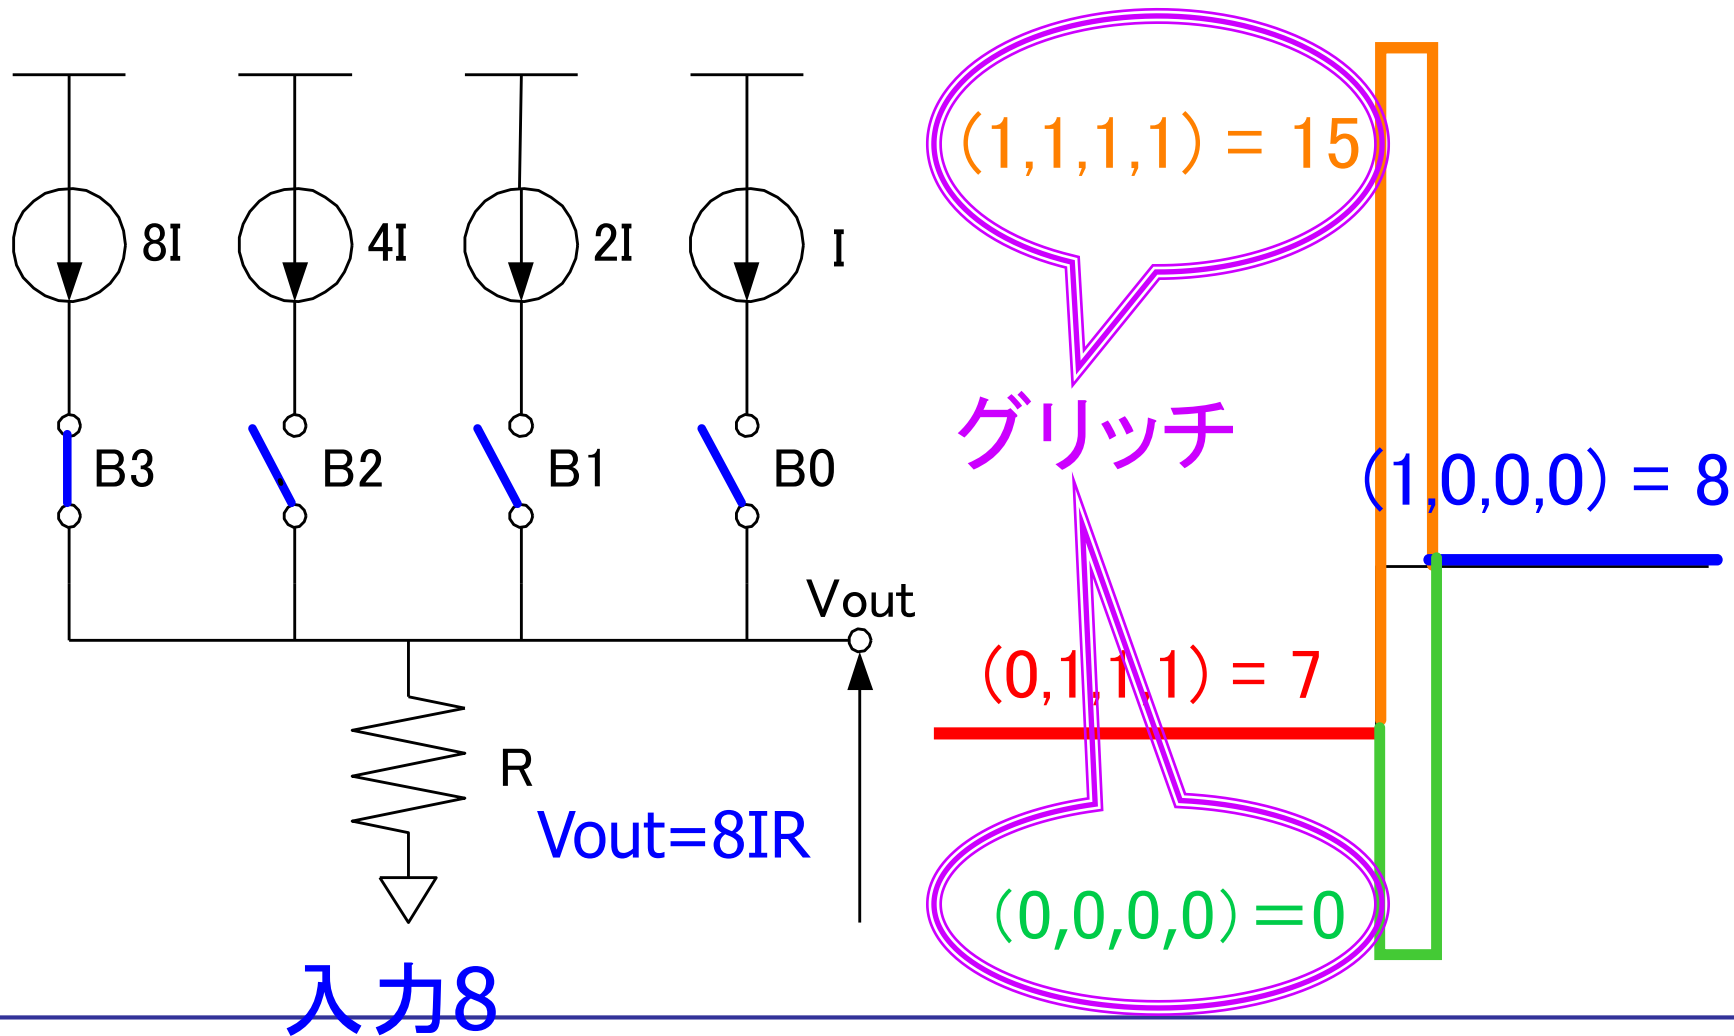 8I
4I
2I
I
B3
B2
B1
B0
Vout
R
Vout=8IR
入力8
(1,1,1,1) = 15
グリッチ
(1,0,0,0) = 8
(0,1,1,1) = 7
(0,0,0,0)＝0